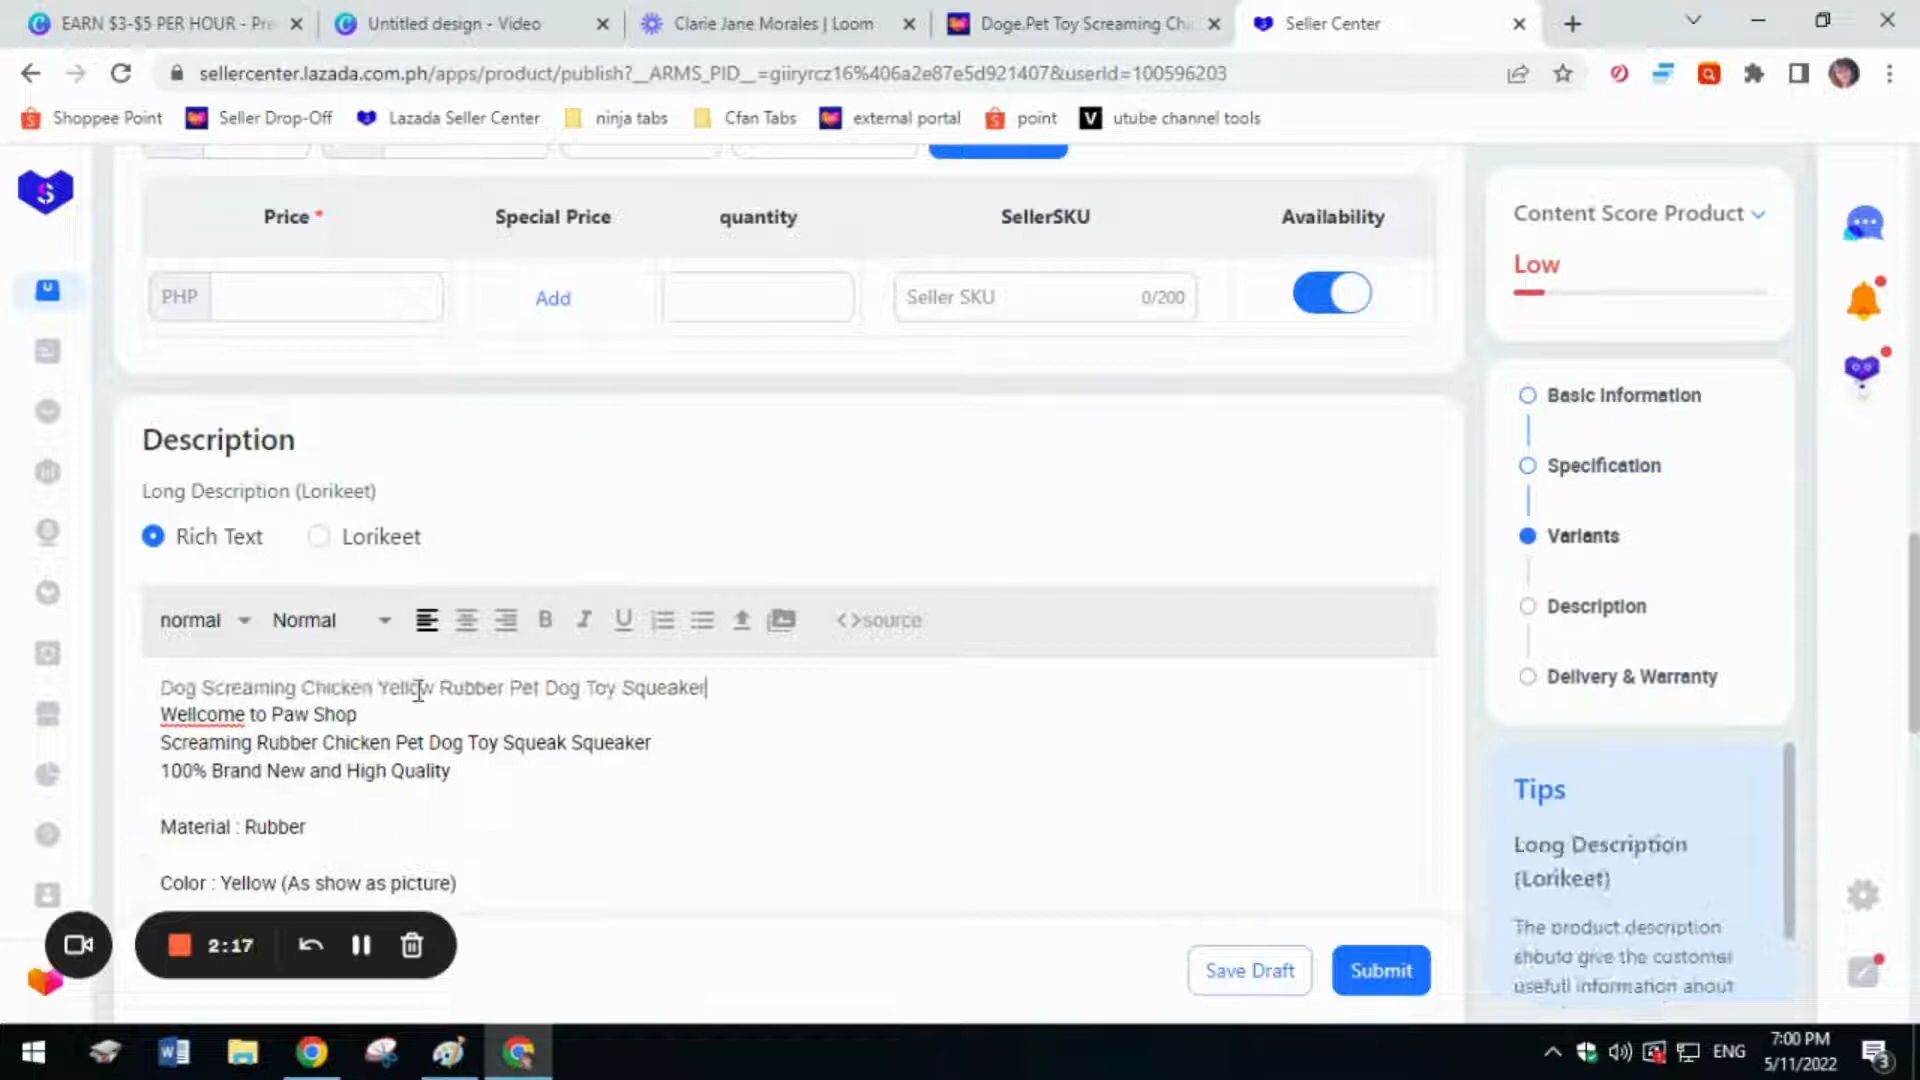 EARN $3-$5 PER HOUR - Pre
Untitled design - Video
Clarie Jane Morales | Loom
Doge.Pet Toy Screaming Chi
Seller Center
sellercenter.lazada.com.ph/apps/product/publish?__ARMS_PID__=giiryrcz16%406a2e87e5d921407&userId=100596203
Shoppee Point
Seller Drop-Off
Lazada Seller Center
ninja tabs
Cfan Tabs
external portal
point
utube channel tools
Price *
Special Price
quantity
SellerSKU
Availability
PHP
Add
Seller SKU
0/200
Description
Long Description (Lorikeet)
Rich Text
Lorikeet
normal
Normal
B I U
<>source
Dog Screaming Chicken Yellow Rubber Pet Dog Toy Squeaker
Wellcome to Paw Shop
Screaming Rubber Chicken Pet Dog Toy Squeak Squeaker
100% Brand New and High Quality
Material : Rubber
Color : Yellow (As show as picture)
2:17
Save Draft
Submit
Content Score Product
Low
Basic Information
Specification
Variants
Description
Delivery & Warranty
Tips
Long Description
(Lorikeet)
The product description
should give the customer
usefull information about
ENG
7:00 PM
5/11/2022
3